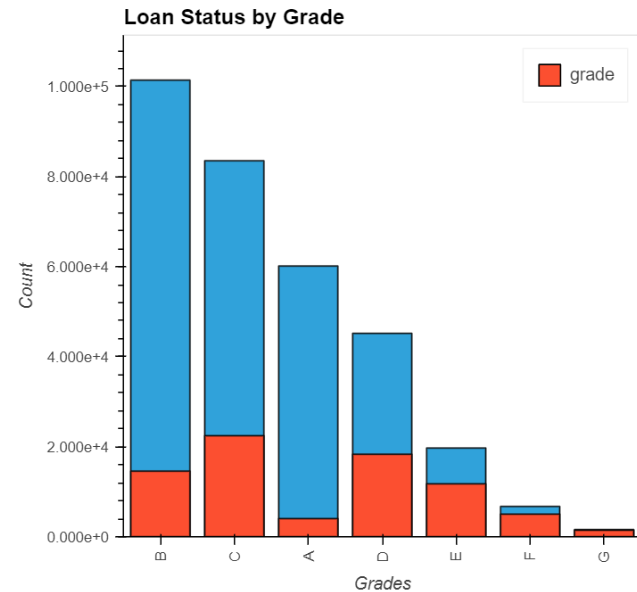 Loan Status by Grade
grade
1.000e+5
8.000e+4
6.000e+4
4.000e+4
2.000e+4
0.000e+0
Count
B
C
A
D
E
F
G
Grades